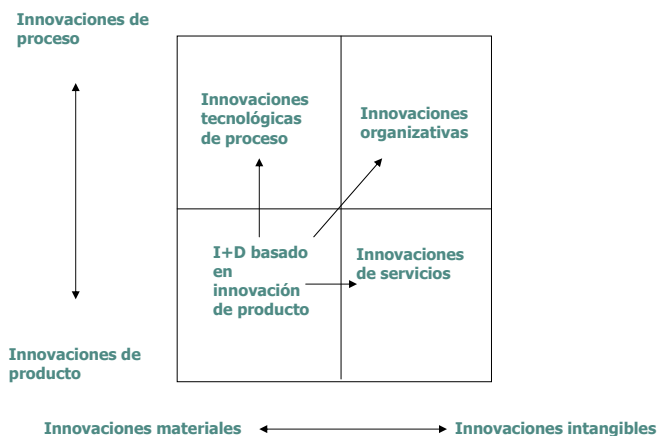 Innovaciones de
proceso
Innovaciones
tecnológicas
de proceso
Innovaciones
organizativas
I+D basado
en
innovación
de producto
Innovaciones
de servicios
Innovaciones de
producto
Innovaciones materiales
Innovaciones intangibles